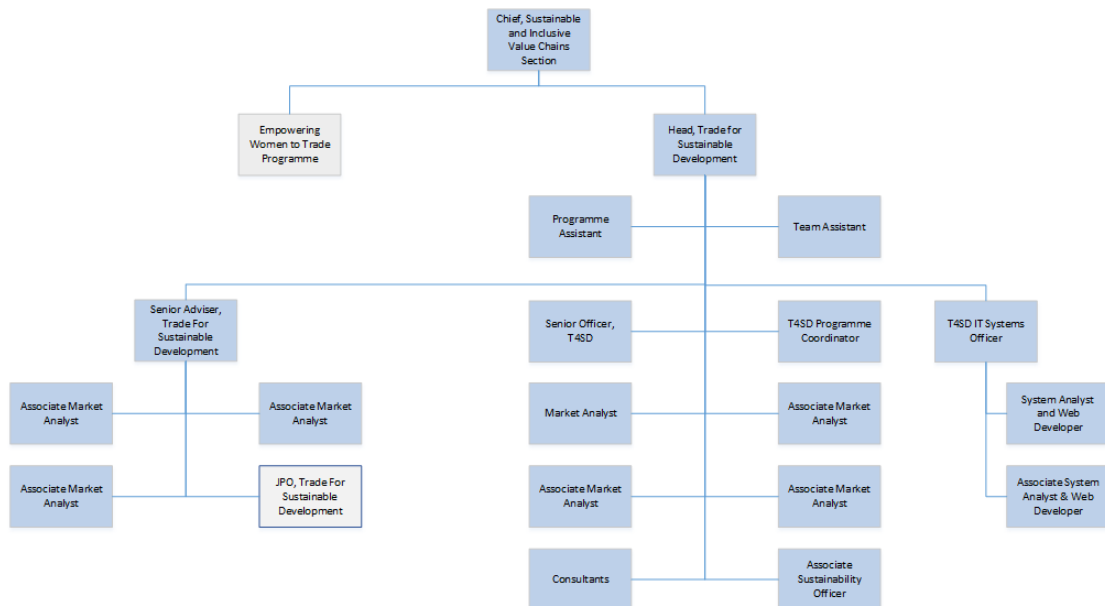 Chief, Sustainable
and Inclusive
Value Chains
Section
Empowering
Women to Trade
Programme
Head, Trade for
Sustainable
Development
Programme
Assistant
Team Assistant
Senior Adviser,
Trade For
Sustainable
Development
Senior Officer,
T4SD
T4SD Programme
Coordinator
T4SD IT Systems
Officer
Associate Market
Analyst
Associate Market
Analyst
Market Analyst
Associate Market
Analyst
System Analyst
and Web
Developer
Associate Market
Analyst
JPO, Trade For
Sustainable
Development
Associate Market
Analyst
Associate Market
Analyst
Associate System
Analyst & Web
Developer
Consultants
Associate
Sustainability
Officer